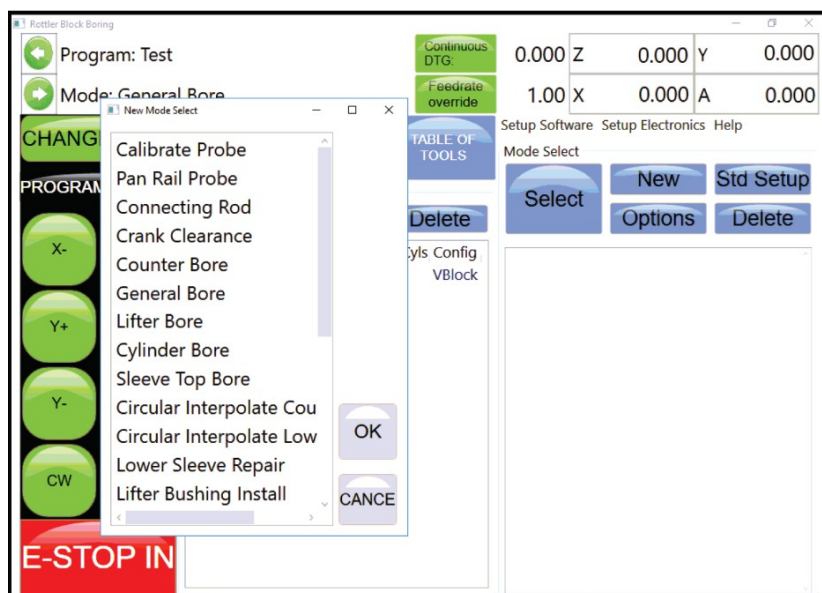 Rottler Block Boring
Program: Test
Mode: General Bore
Continuous
DTG:
Feedrate
override
0.000 Z 0.000 Y 0.000
1.00 X 0.000 A 0.000
Setup Software Setup Electronics Help
Mode Select
Select
New
Std Setup
Options
Delete
CHANG
TABLE OF
TOOLS
PROGRAM
Delete
Cyls Config
VBlock
X-
Y+
Y-
CW
E-STOP IN
New Mode Select
Calibrate Probe
Pan Rail Probe
Connecting Rod
Crank Clearance
Counter Bore
General Bore
Lifter Bore
Cylinder Bore
Sleeve Top Bore
Circular Interpolate Cou
Circular Interpolate Low
Lower Sleeve Repair
Lifter Bushing Install
OK
CANCE